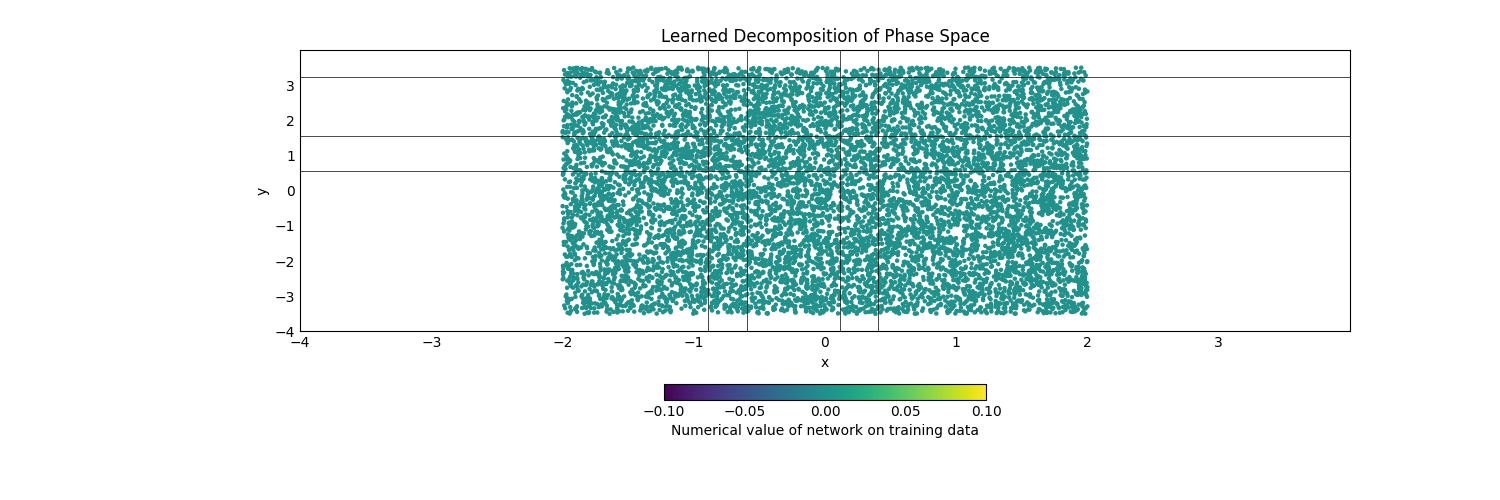 Learned Decomposition of Phase Space
3
2
1
y
0
−1
−2
−3
−4
−4 −3 −2 −1 0 1 2 3
x
−0.10 −0.05 0.00 0.05 0.10
Numerical value of network on training data